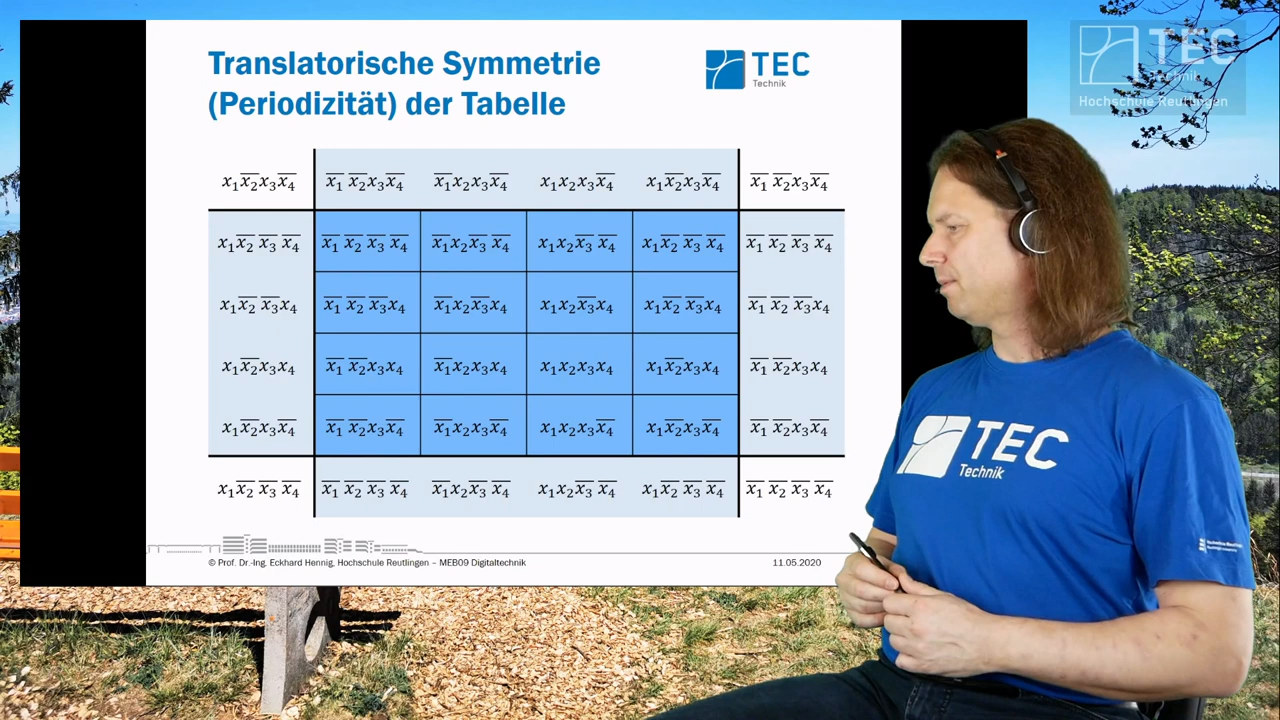 Translatorische Symmetrie
(Periodizität) der Tabelle
TEC
Technik
TEC
Technik
Hochschule Reutlingen
x₁x̅₂x₃x̅₄ x̅₁x̅₂x₃x̅₄ x̅₁x₂x₃x̅₄ x₁x₂x₃x̅₄ x₁x̅₂x₃x̅₄ x̅₁x̅₂x₃x̅₄
x₁x̅₂x̅₃x̅₄ x̅₁x̅₂x̅₃x̅₄ x̅₁x₂x̅₃x̅₄ x₁x₂x̅₃x̅₄ x₁x̅₂x̅₃x̅₄ x̅₁x̅₂x̅₃x̅₄
x₁x̅₂x̅₃x₄ x̅₁x̅₂x̅₃x₄ x̅₁x₂x̅₃x₄ x₁x₂x̅₃x₄ x₁x̅₂x̅₃x₄ x̅₁x̅₂x̅₃x₄
x₁x̅₂x₃x₄ x̅₁x̅₂x₃x₄ x̅₁x₂x₃x₄ x₁x₂x₃x₄ x₁x̅₂x₃x₄ x̅₁x̅₂x₃x₄
x₁x̅₂x₃x̅₄ x̅₁x̅₂x₃x̅₄ x̅₁x₂x₃x̅₄ x₁x₂x₃x̅₄ x₁x̅₂x₃x̅₄ x̅₁x̅₂x₃x̅₄
x₁x̅₂x̅₃x̅₄ x̅₁x̅₂x̅₃x̅₄ x̅₁x₂x̅₃x̅₄ x₁x₂x̅₃x̅₄ x₁x̅₂x̅₃x̅₄ x̅₁x̅₂x̅₃x̅₄
© Prof. Dr.-Ing. Eckhard Hennig, Hochschule Reutlingen – MEB09 Digitaltechnik
11.05.2020
TEC
Technik